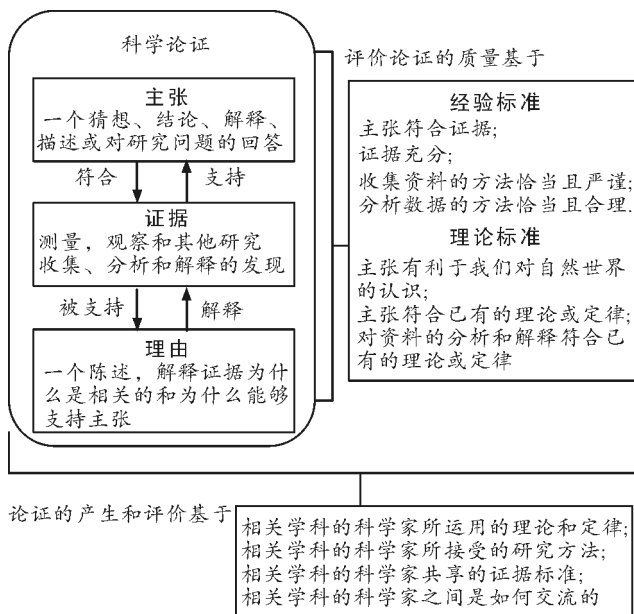 科学论证
主张
一个猜想、结论、解释、
描述或对研究问题的回答
符合
支持
证据
测量，观察和其他研究
收集、分析和解释的发现
被支持
解释
理由
一个陈述，解释证据为什
么是相关的和为什么能够
支持主张
评价论证的质量基于
经验标准
主张符合证据;
证据充分;
收集资料的方法恰当且严谨;
分析数据的方法恰当且合理.
理论标准
主张有利于我们对自然世界
的认识;
主张符合已有的理论或定律;
对资料的分析和解释符合已
有的理论或定律
论证的产生和评价基于
相关学科的科学家所运用的理论和定律;
相关学科的科学家所接受的研究方法;
相关学科的科学家共享的证据标准;
相关学科的科学家之间是如何交流的